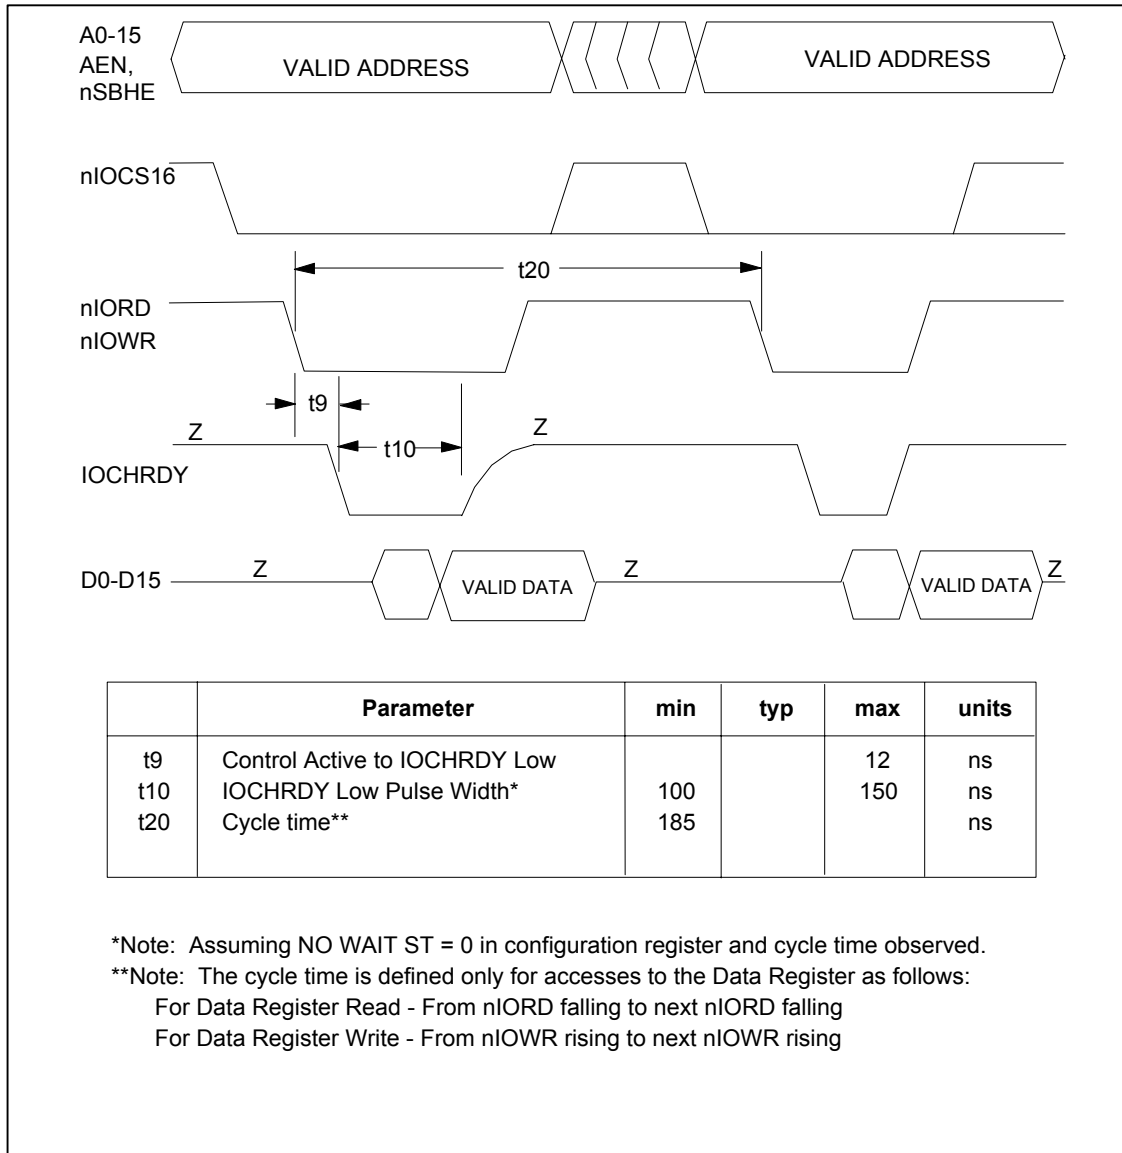 A0-15
AEN,
nSBHE
VALID ADDRESS
VALID ADDRESS
nIOCS16
t20
nIORD
nIOWR
t9
Z
t10
Z
IOCHRDY
D0-D15
Z
VALID DATA
Z
VALID DATA
Z
Parameter min typ max units
t9 Control Active to IOCHRDY Low 12 ns
t10 IOCHRDY Low Pulse Width* 100 150 ns
t20 Cycle time** 185 ns
*Note: Assuming NO WAIT ST = 0 in configuration register and cycle time observed.
**Note: The cycle time is defined only for accesses to the Data Register as follows:
For Data Register Read - From nIORD falling to next nIORD falling
For Data Register Write - From nIOWR rising to next nIOWR rising